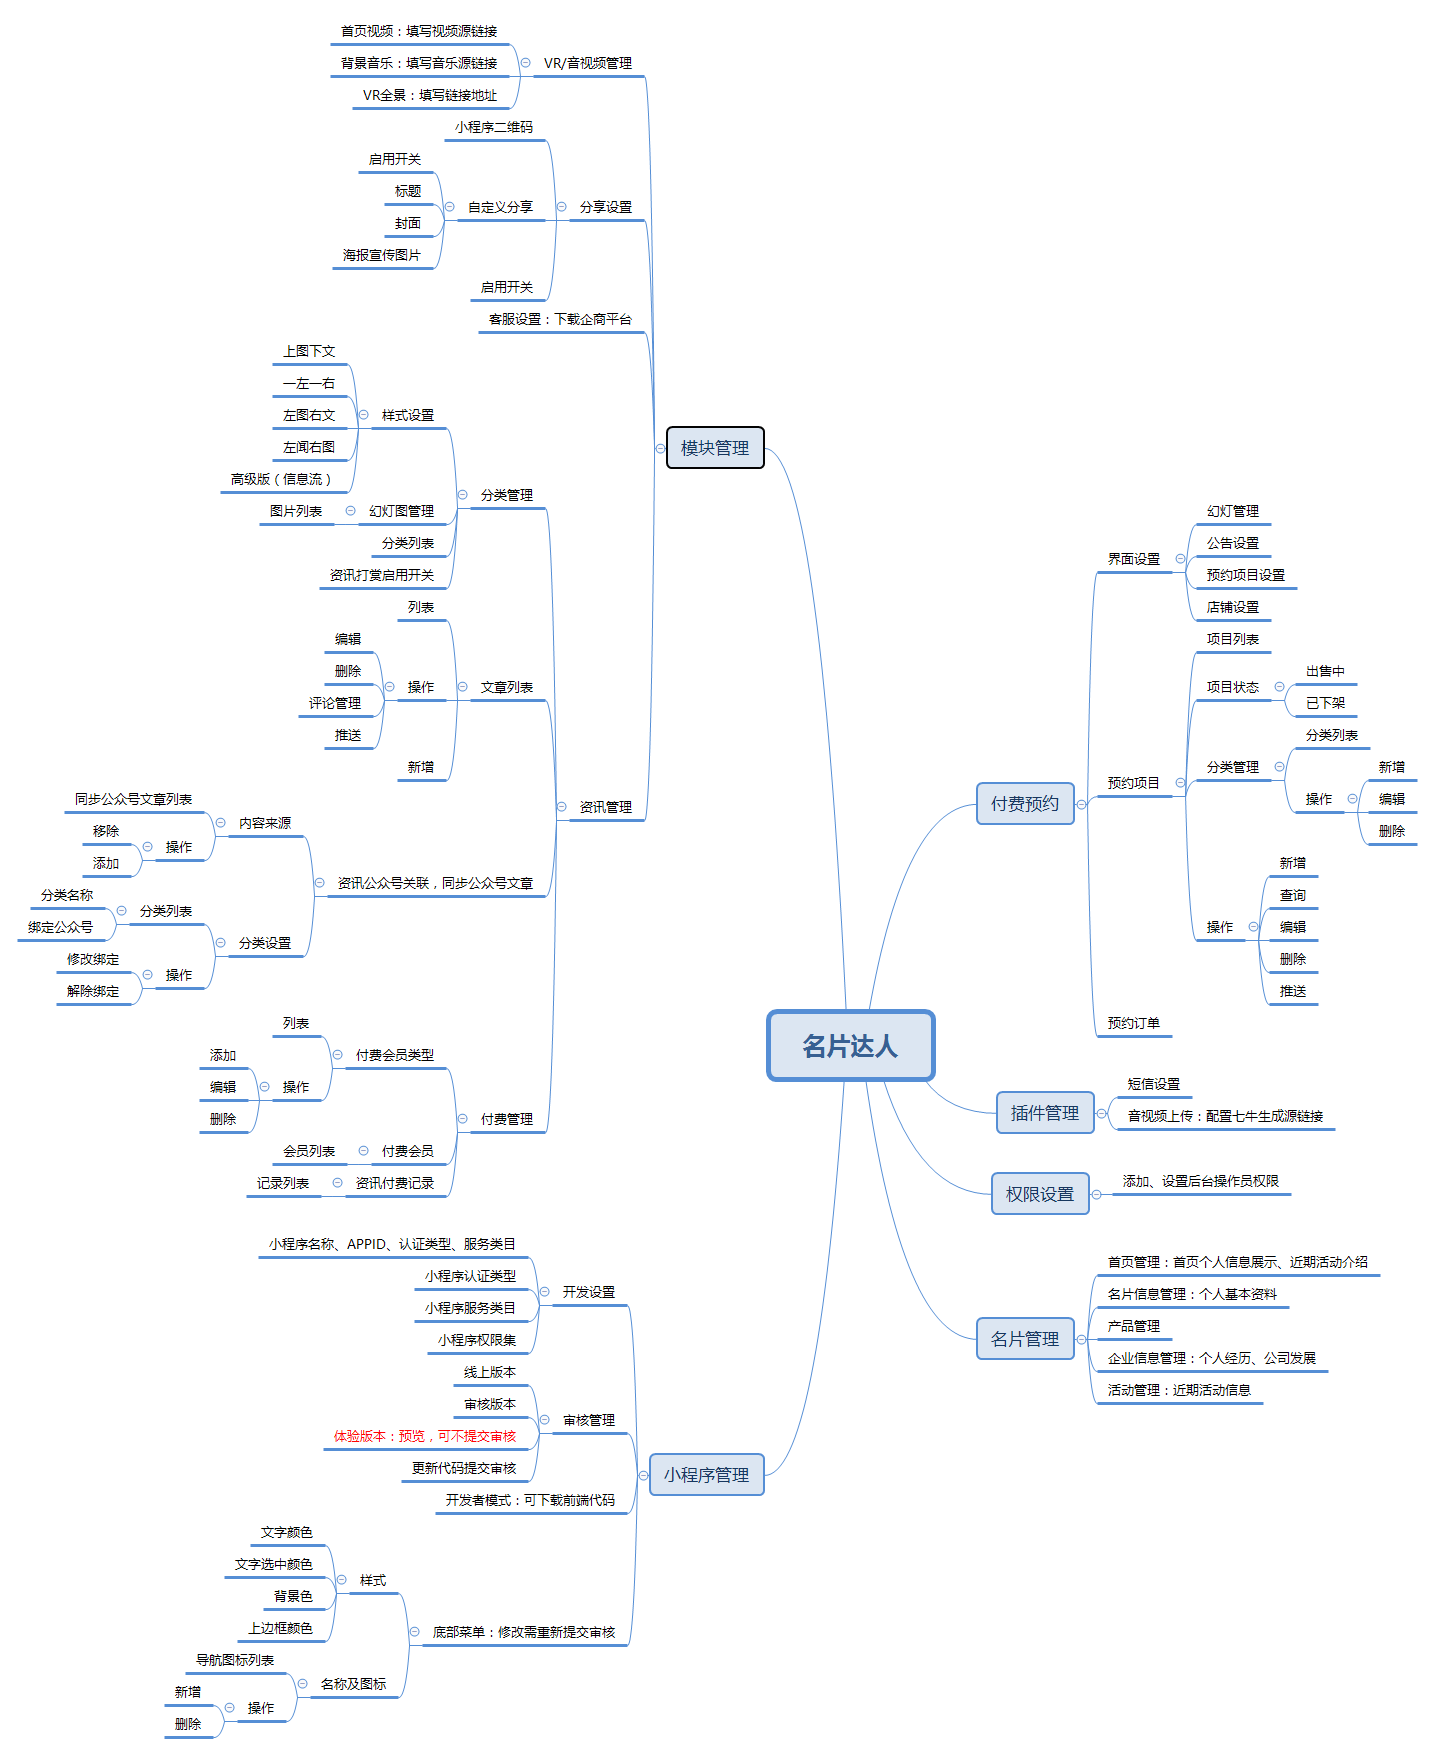 名片达人
模块管理
VR/音视频管理
首页视频：填写视频源链接
背景音乐：填写音乐源链接
VR全景：填写链接地址
分享设置
小程序二维码
自定义分享
启用开关
标题
封面
海报宣传图片
启用开关
客服设置：下载企商平台
资讯管理
分类管理
样式设置
上图下文
一左一右
左图右文
左闻右图
高级版（信息流）
幻灯图管理
图片列表
分类列表
资讯打赏启用开关
文章列表
列表
操作
编辑
删除
评论管理
推送
新增
资讯公众号关联，同步公众号文章
内容来源
同步公众号文章列表
操作
移除
添加
分类设置
分类列表
分类名称
绑定公众号
操作
修改绑定
解除绑定
付费管理
付费会员类型
列表
操作
添加
编辑
删除
付费会员
会员列表
资讯付费记录
记录列表
小程序管理
开发设置
小程序名称、APPID、认证类型、服务类目
小程序认证类型
小程序服务类目
小程序权限集
审核管理
线上版本
审核版本
体验版本：预览，可不提交审核
更新代码提交审核
开发者模式：可下载前端代码
底部菜单：修改需重新提交审核
样式
文字颜色
文字选中颜色
背景色
上边框颜色
名称及图标
导航图标列表
操作
新增
删除
付费预约
界面设置
幻灯管理
公告设置
预约项目设置
店铺设置
预约项目
项目列表
项目状态
出售中
已下架
分类管理
分类列表
操作
新增
编辑
删除
操作
新增
查询
编辑
删除
推送
预约订单
插件管理
短信设置
音视频上传：配置七牛生成源链接
权限设置
添加、设置后台操作员权限
名片管理
首页管理：首页个人信息展示、近期活动介绍
名片信息管理：个人基本资料
产品管理
企业信息管理：个人经历、公司发展
活动管理：近期活动信息